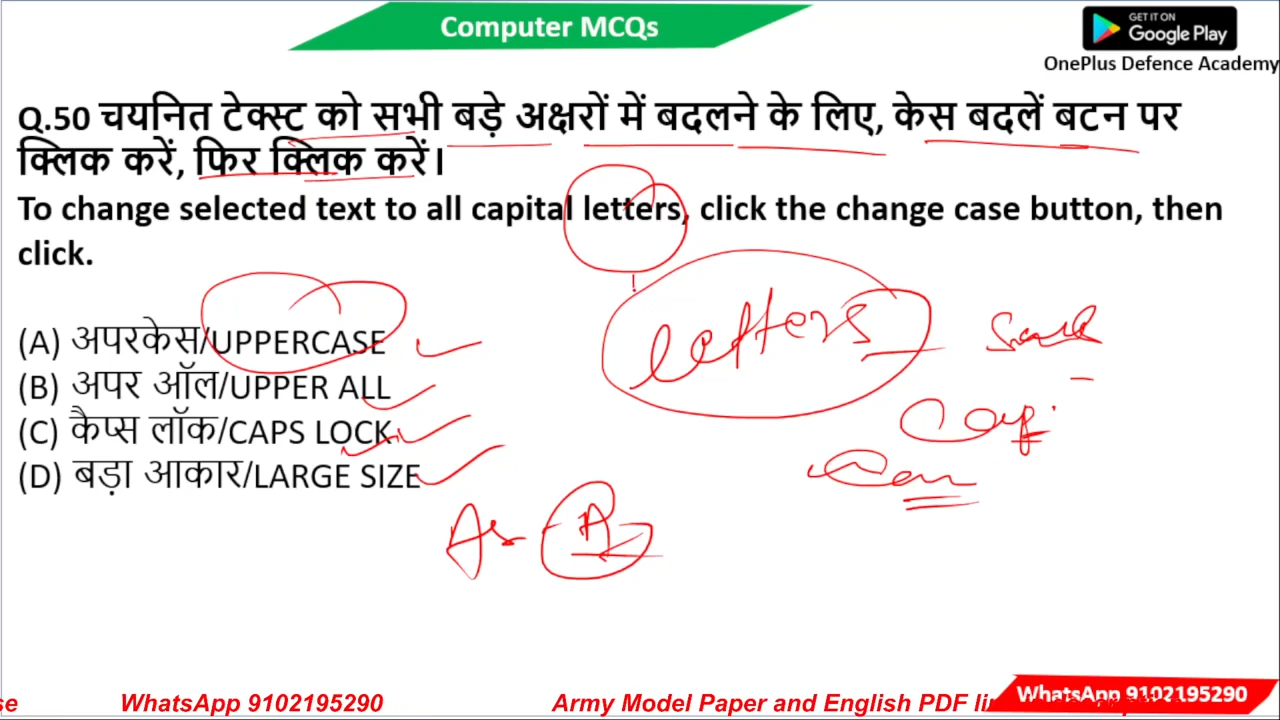 Computer MCQs
GET IT ON
Google Play
OnePlus Defence Academy
Q.50 चयनित टेक्स्ट को सभी बड़े अक्षरों में बदलने के लिए, केस बदलें बटन पर
क्लिक करें, फिर क्लिक करें।
To change selected text to all capital letters, click the change case button, then
click.
(A) अपरकेस/UPPERCASE
(B) अपर ऑल/UPPER ALL
(C) कैप्स लॉक/CAPS LOCK
(D) बड़ा आकार/LARGE SIZE
letters
A
WhatsApp 9102195290
se WhatsApp 9102195290 Army Model Paper and English PDF